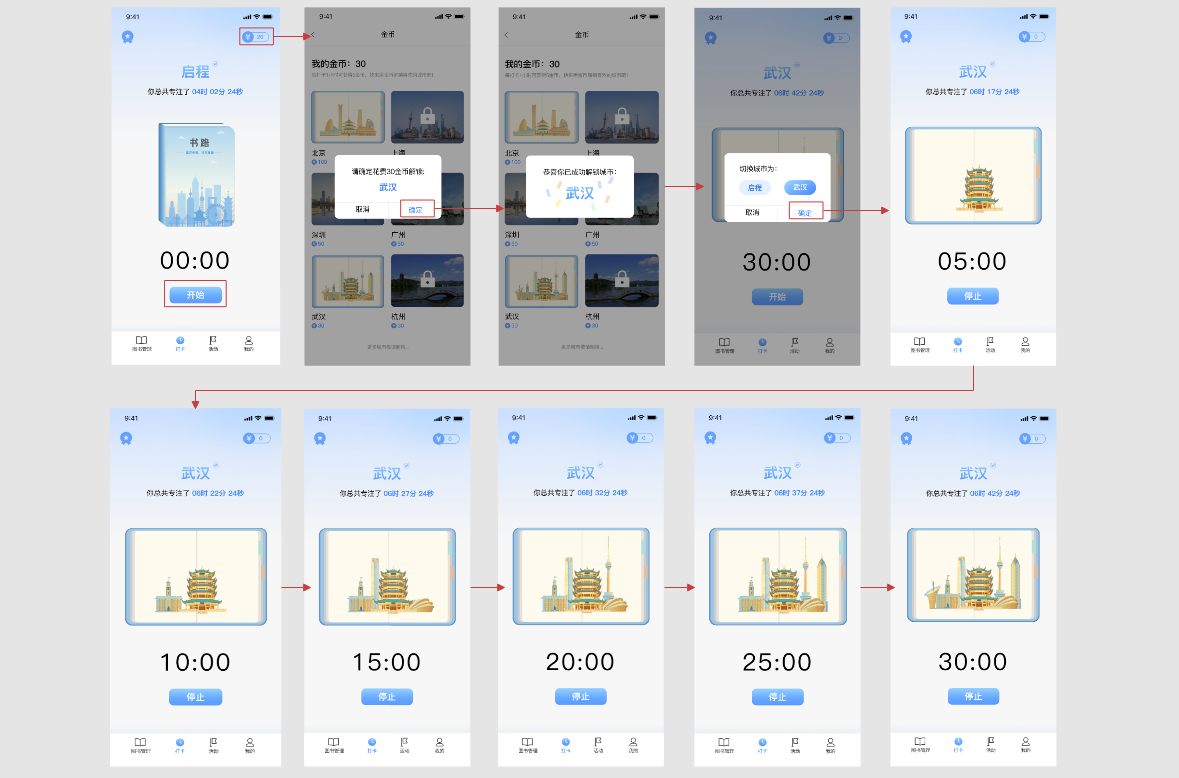 9:41
20
启程
你总共专注了 04时 02分 24秒
书路
00:00
开始
图书管理
打卡
活动
我的
9:41
金币
我的金币：30
北京
100
上海
请确定花费30金币解锁:
武汉
取消
确定
深圳
50
广州
50
武汉
30
杭州
30
9:41
金币
我的金币：30
北京
100
上海
恭喜你已成功解锁城市：
武汉
深圳
50
广州
50
武汉
30
杭州
30
9:41
0
武汉
你总共专注了 06时 42分 24秒
切换城市为：
启程
武汉
取消
确定
30:00
开始
图书管理
打卡
活动
我的
9:41
0
武汉
你总共专注了 06时 17分 24秒
05:00
停止
图书管理
打卡
活动
我的
9:41
0
武汉
你总共专注了 06时 22分 24秒
10:00
停止
图书管理
打卡
活动
我的
9:41
0
武汉
你总共专注了 06时 27分 24秒
15:00
停止
图书管理
打卡
活动
我的
9:41
0
武汉
你总共专注了 06时 32分 24秒
20:00
停止
图书管理
打卡
活动
我的
9:41
0
武汉
你总共专注了 06时 37分 24秒
25:00
停止
图书管理
打卡
活动
我的
9:41
0
武汉
你总共专注了 06时 42分 24秒
30:00
停止
图书管理
打卡
活动
我的